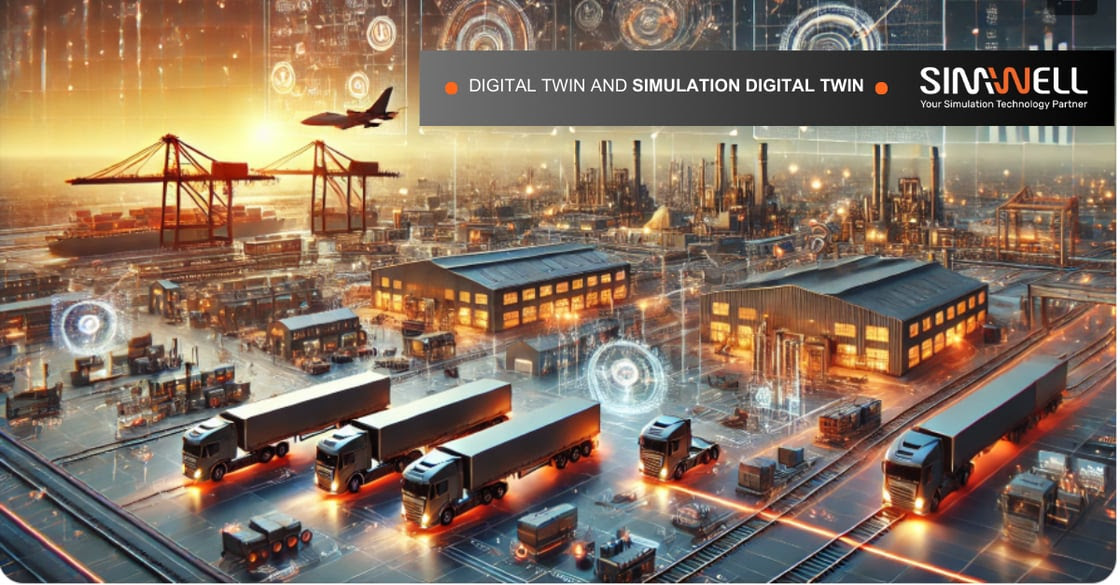 DIGITAL TWIN AND SIMULATION DIGITAL TWIN
SIMWELL
Your Simulation Technology Partner